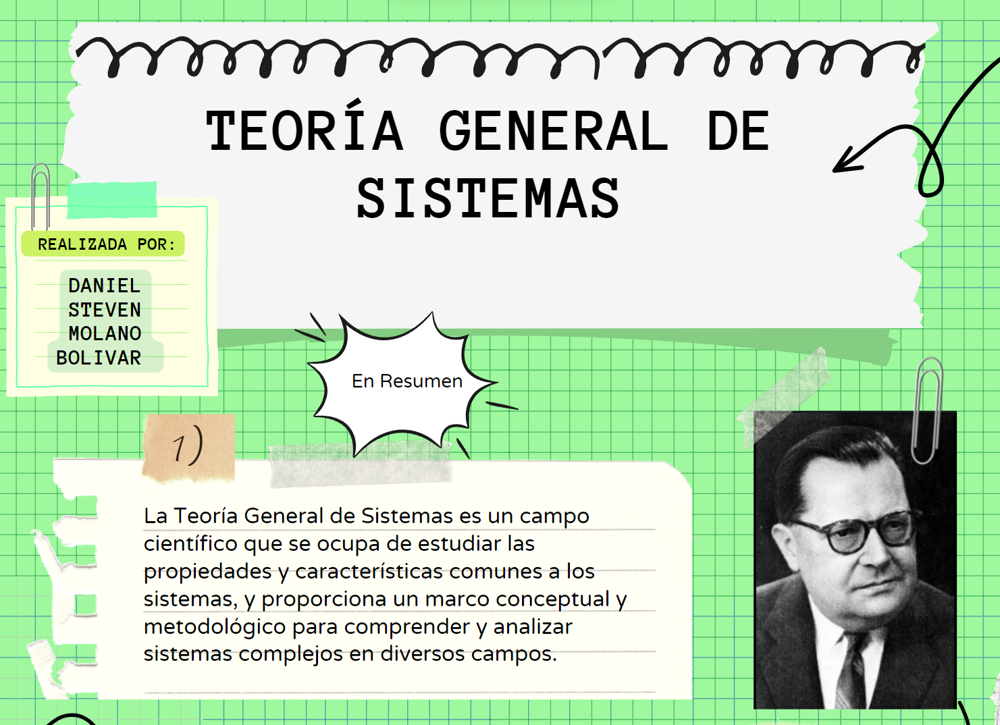 TEORÍA GENERAL DE
SISTEMAS
REALIZADA POR:
DANIEL
STEVEN
MOLANO
BOLIVAR
En Resumen
1)
La Teoría General de Sistemas es un campo
científico que se ocupa de estudiar las
propiedades y características comunes a los
sistemas, y proporciona un marco conceptual y
metodológico para comprender y analizar
sistemas complejos en diversos campos.